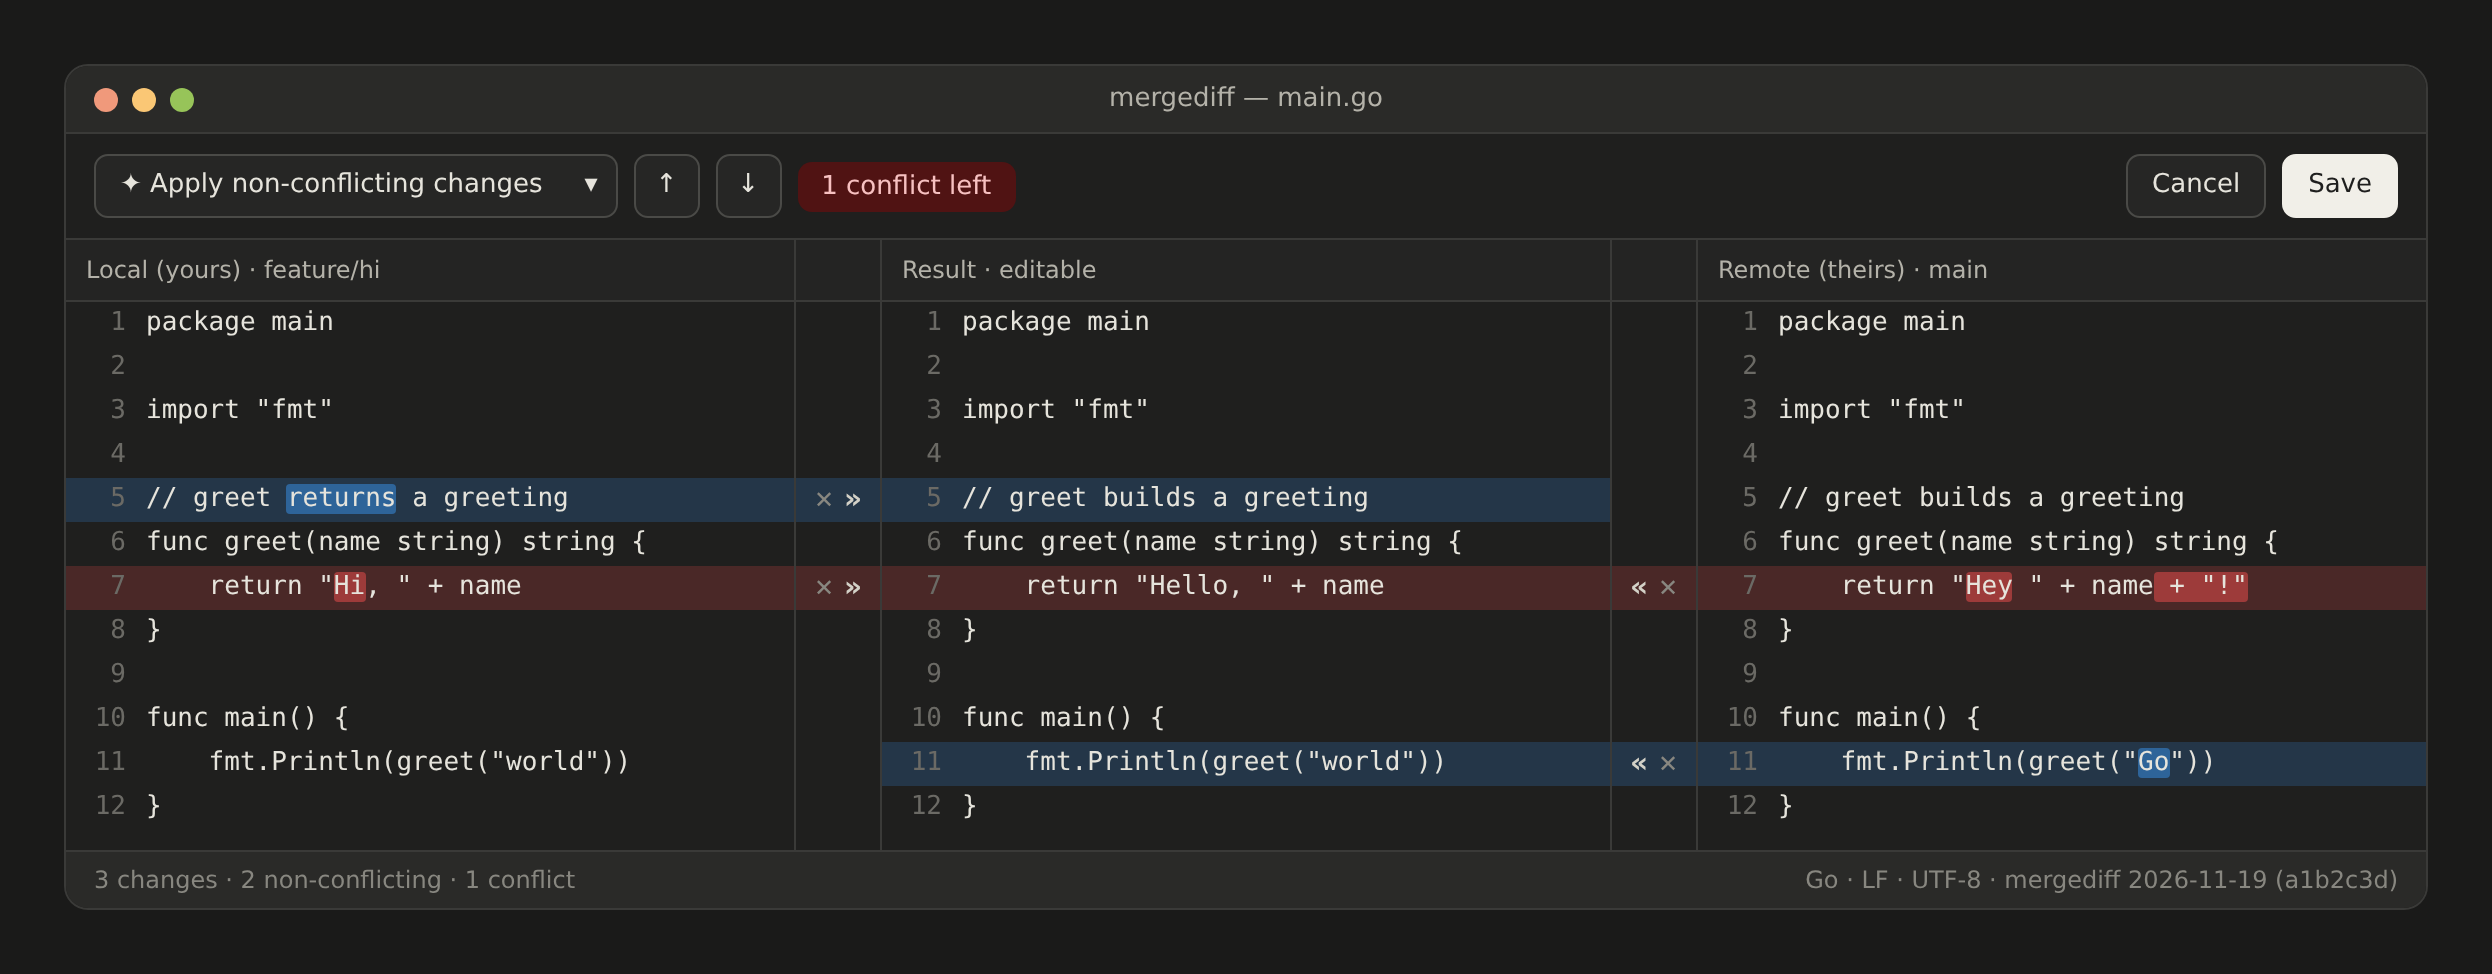 mergediff — main.go
✦ Apply non-conflicting changes ▾ ↑ ↓ 1 conflict left Cancel Save
Local (yours) · feature/hi
1 package main
2
3 import "fmt"
4
5 // greet returns a greeting × »
6 func greet(name string) string {
7     return "Hi, " + name × »
8 }
9
10 func main() {
11     fmt.Println(greet("world"))
12 }
Result · editable
1 package main
2
3 import "fmt"
4
5 // greet builds a greeting
6 func greet(name string) string {
7     return "Hello, " + name « ×
8 }
9
10 func main() {
11     fmt.Println(greet("world")) « ×
12 }
Remote (theirs) · main
1 package main
2
3 import "fmt"
4
5 // greet builds a greeting
6 func greet(name string) string {
7     return "Hey " + name + "!"
8 }
9
10 func main() {
11     fmt.Println(greet("Go"))
12 }
3 changes · 2 non-conflicting · 1 conflict
Go · LF · UTF-8 · mergediff 2026-11-19 (a1b2c3d)